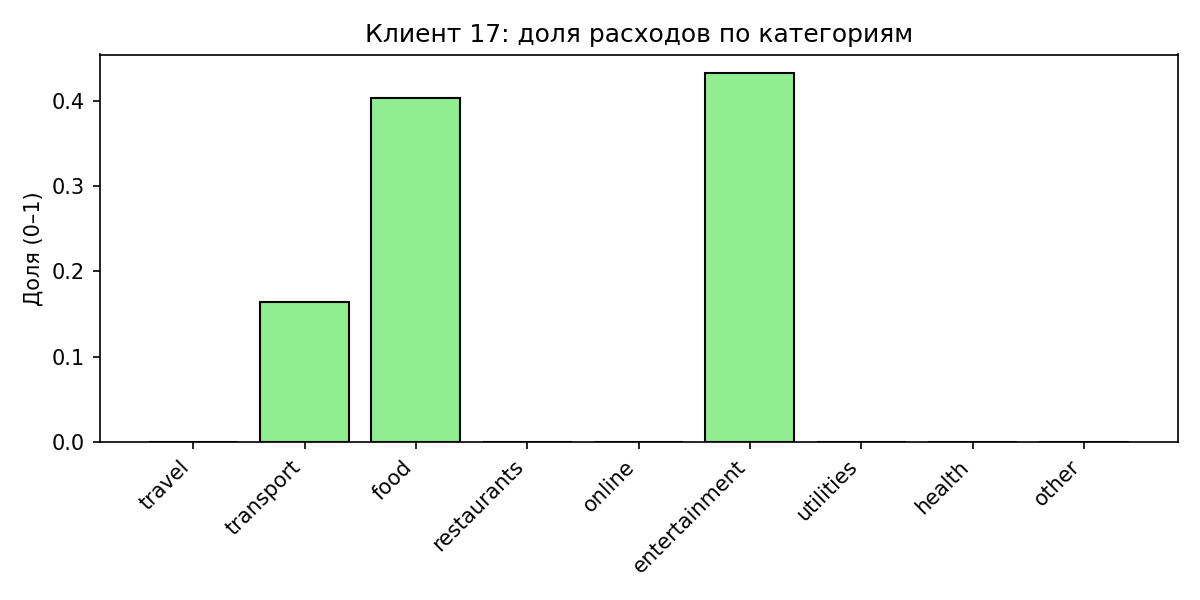 Клиент 17: доля расходов по категориям
Доля (0–1)
0.4
0.3
0.2
0.1
0.0
travel
transport
food
restaurants
online
entertainment
utilities
health
other